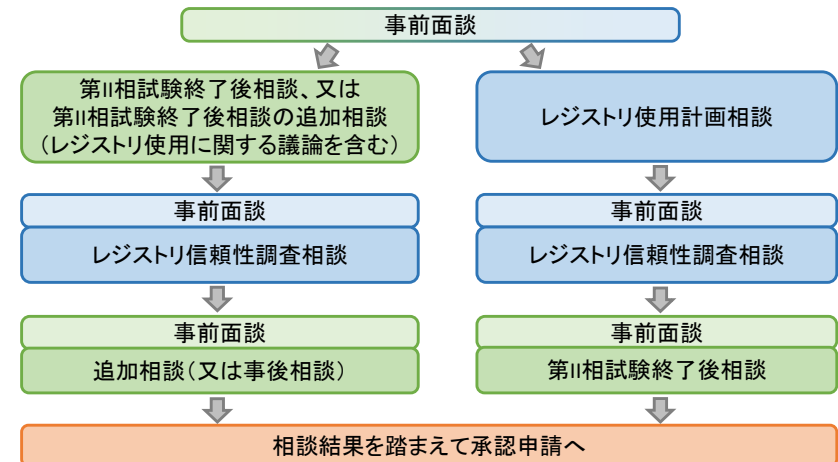 事前面談
第II相試験終了後相談、又は
第II相試験終了後相談の追加相談
（レジストリ使用に関する議論を含む）
レジストリ使用計画相談
事前面談
レジストリ信頼性調査相談
事前面談
レジストリ信頼性調査相談
事前面談
追加相談（又は事後相談）
事前面談
第II相試験終了後相談
相談結果を踏まえて承認申請へ